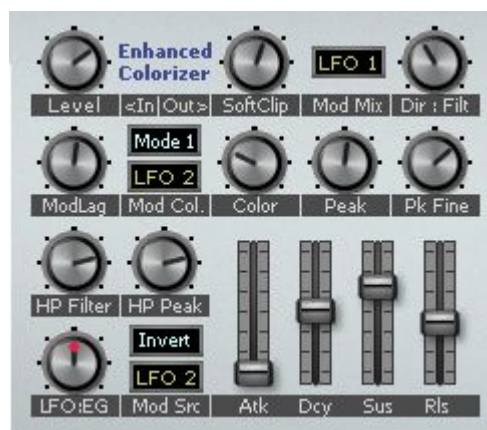 Enhanced
Colorizer
LFO 1
Level <In|Out> SoftClip Mod Mix Dir : Filt
Mode 1
LFO 2
ModLag Mod Col. Color Peak Pk Fine
HP Filter HP Peak
Invert
LFO 2
LFO:EG Mod Src Atk Dcy Sus Rls